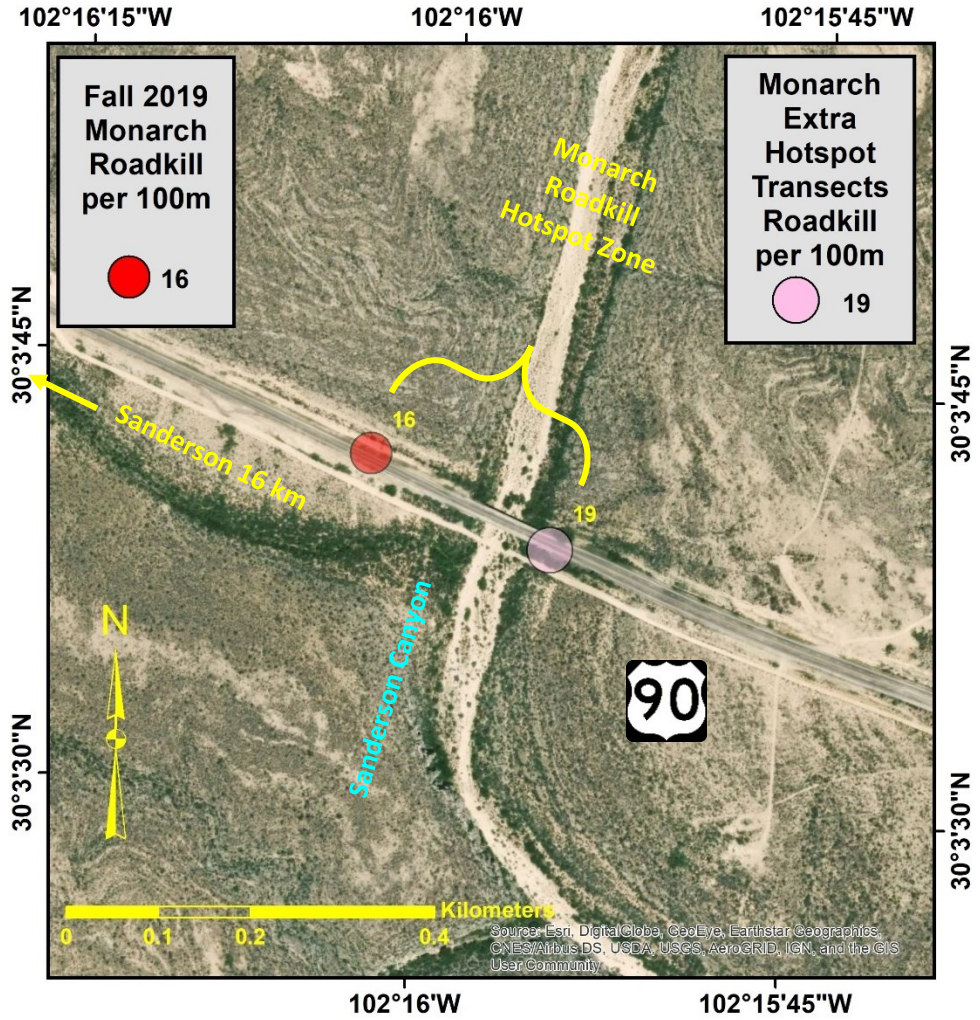 102°16'15"W
102°16'W
102°15'45"W
Fall 2019
Monarch
Roadkill
per 100m
16
Monarch
Extra
Hotspot
Transects
Roadkill
per 100m
19
Monarch
Roadkill
Hotspot Zone
30°3'45"N
30°3'45"N
16
Sanderson 16 km
19
Sanderson Canyon
N
90
30°3'30"N
30°3'30"N
Kilometers
0 0.1 0.2 0.4
Source: Esri, DigitalGlobe, GeoEye, Earthstar Geographics,
CNES/Airbus DS, USDA, USGS, AeroGRID, IGN, and the GIS
User Community
102°16'W
102°15'45"W